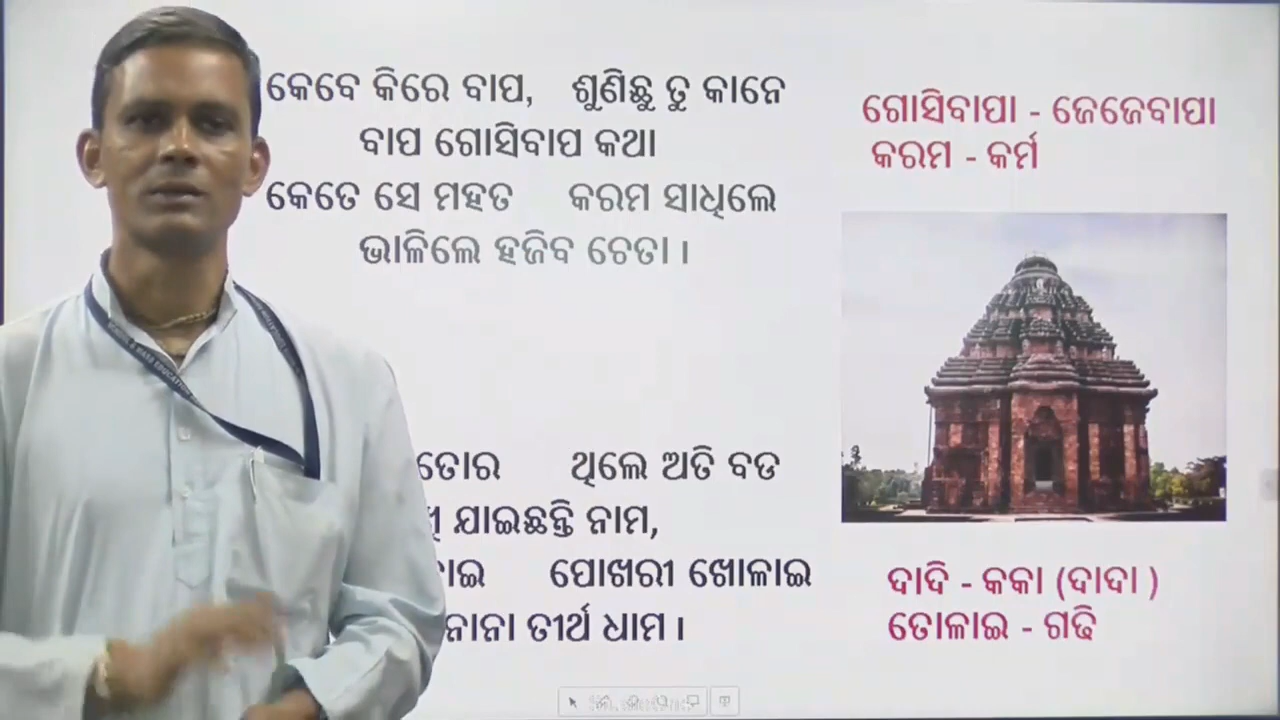 କେବେ କିରେ ବାପ, ଶୁଣିଛୁ ତୁ କାନେ
ବାପ ଗୋସିବାପ କଥା
କେତେ ସେ ମହତ କରମ ସାଧିଲେ
ଭାଳିଲେ ହଜିବ ଚେତା ।
ଗୋସିବାପା - ଜେଜେବାପା
କରମ - କର୍ମ
ତୋର ଥିଲେ ଅତି ବଡ
ଯାଇଛନ୍ତି ନାମ,
ପୋଖରୀ ଖୋଳାଇ
ନାନା ତୀର୍ଥ ଧାମ ।
ଦାଦି - କକା (ଦାଦା )
ତୋଳାଇ - ଗଢି